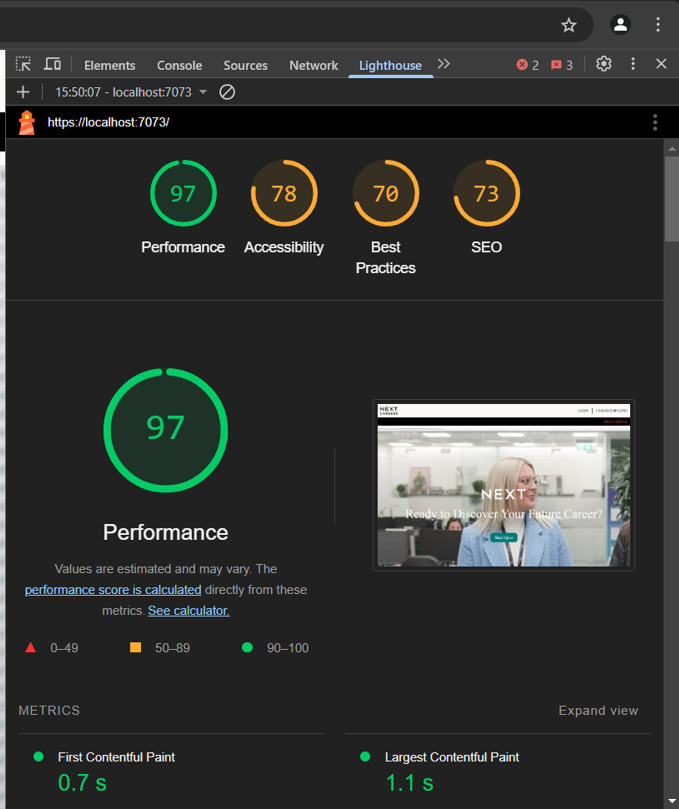 Elements Console Sources Network Lighthouse 2 3
15:50:07 - localhost:7073
https://localhost:7073/
97 78 70 73
Performance Accessibility Best Practices SEO
97
Performance
Values are estimated and may vary. The
performance score is calculated directly from these
metrics. See calculator.
0–49 50–89 90–100
NEXT
CAREERS
LOGIN
NEXT
Ready to Discover Your Future Career?
Start Quiz
METRICS Expand view
First Contentful Paint
0.7 s
Largest Contentful Paint
1.1 s